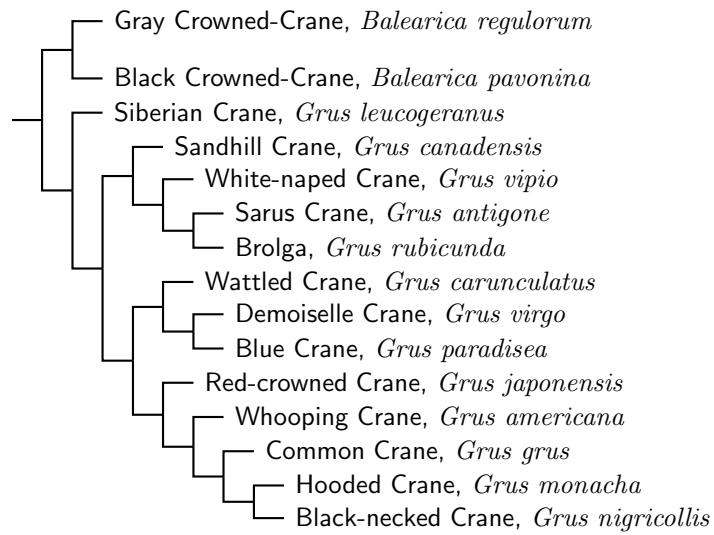 Gray Crowned-Crane, Balearica regulorum
Black Crowned-Crane, Balearica pavonina
Siberian Crane, Grus leucogeranus
Sandhill Crane, Grus canadensis
White-naped Crane, Grus vipio
Sarus Crane, Grus antigone
Brolga, Grus rubicunda
Wattled Crane, Grus carunculatus
Demoiselle Crane, Grus virgo
Blue Crane, Grus paradisea
Red-crowned Crane, Grus japonensis
Whooping Crane, Grus americana
Common Crane, Grus grus
Hooded Crane, Grus monacha
Black-necked Crane, Grus nigricollis